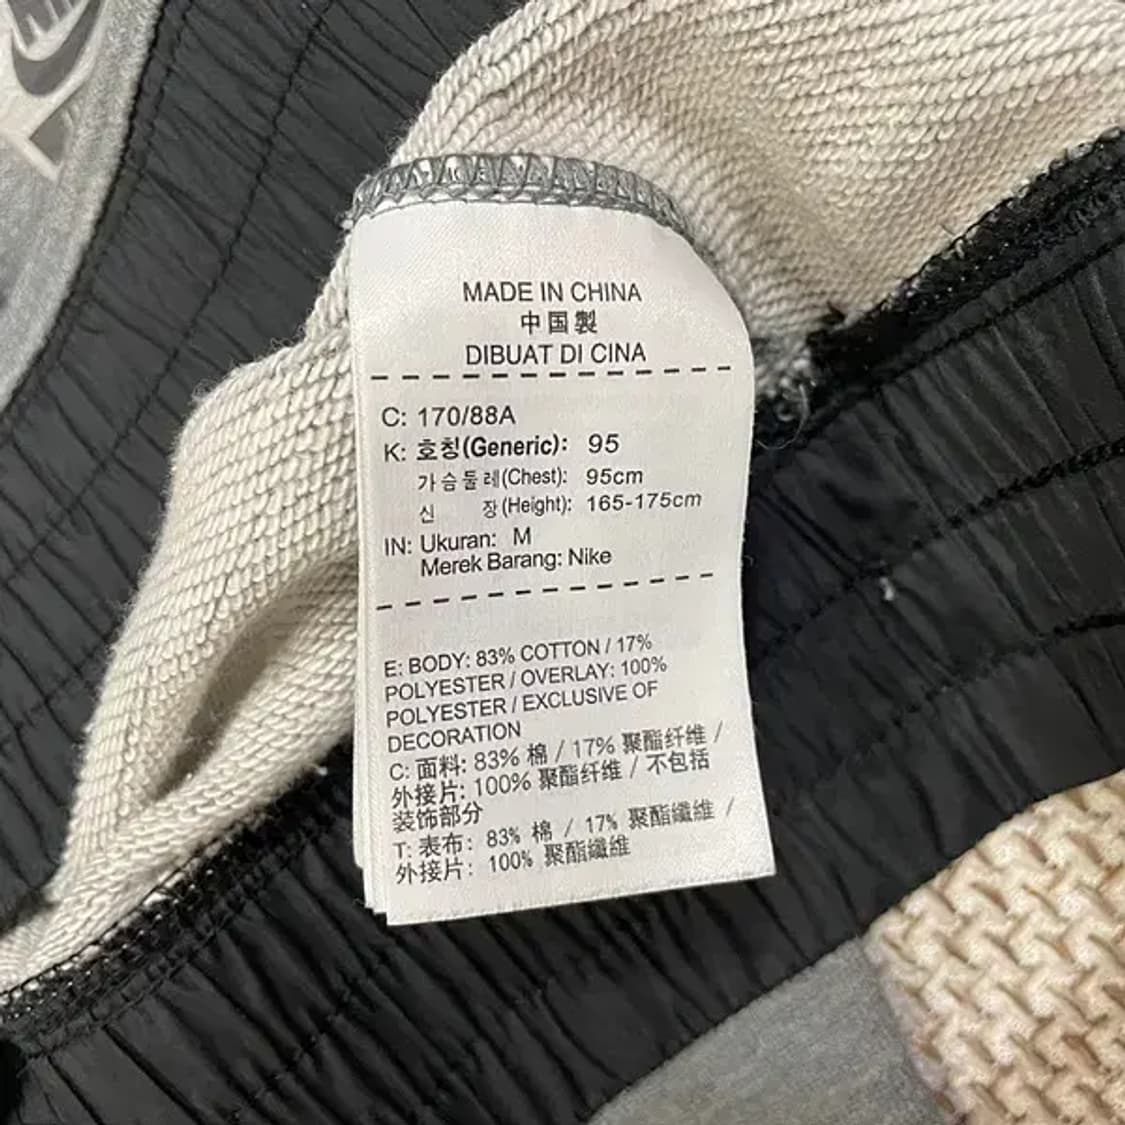 MADE IN CHINA
中国製
DIBUAT DI CINA
C: 170/88A
K: 호칭(Generic): 95
가슴둘레(Chest): 95cm
신 장(Height): 165-175cm
IN: Ukuran: M
Merek Barang: Nike
E: BODY: 83% COTTON / 17%
POLYESTER / OVERLAY: 100%
POLYESTER / EXCLUSIVE OF
DECORATION
C: 面料: 83% 棉 / 17% 聚酯纤维 /
外接片: 100% 聚酯纤维 / 不包括
装饰部分
T: 表布: 83% 棉 / 17% 聚酯纖維 /
外接片: 100% 聚酯纖維